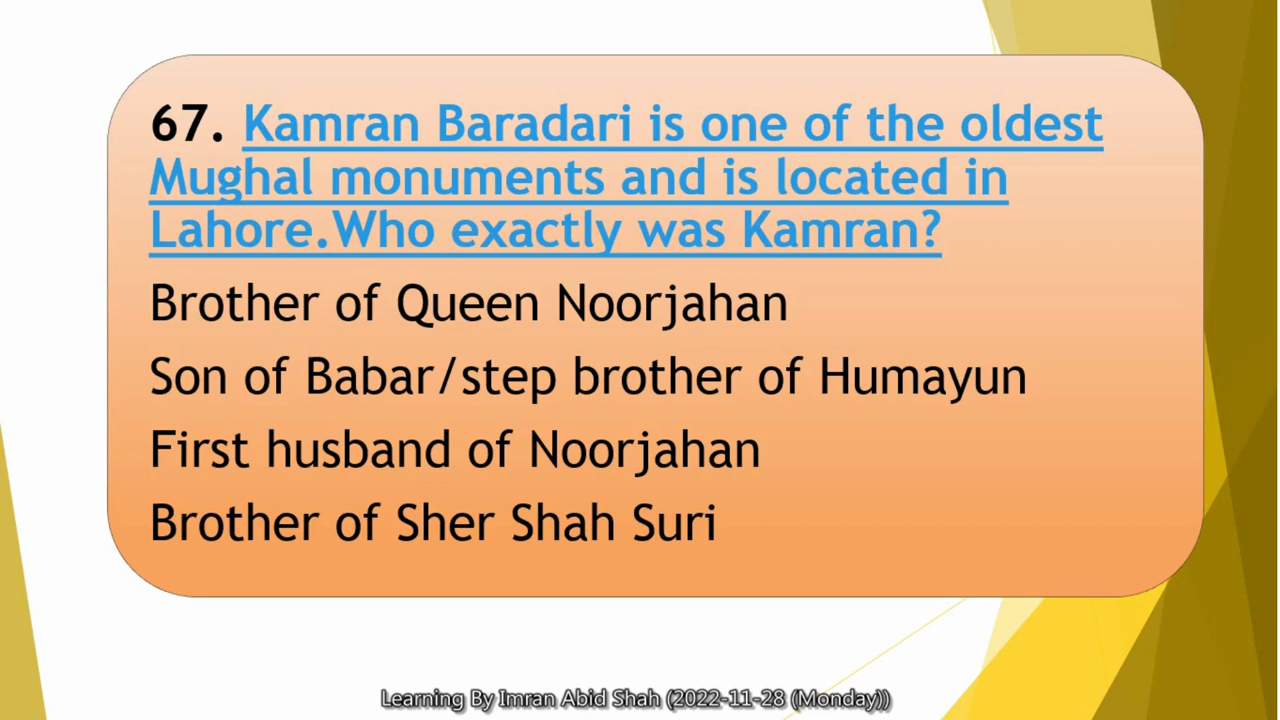 67. Kamran Baradari is one of the oldest
Mughal monuments and is located in
Lahore.Who exactly was Kamran?
Brother of Queen Noorjahan
Son of Babar/step brother of Humayun
First husband of Noorjahan
Brother of Sher Shah Suri
Learning By Imran Abid Shah (2022-11-28 (Monday))